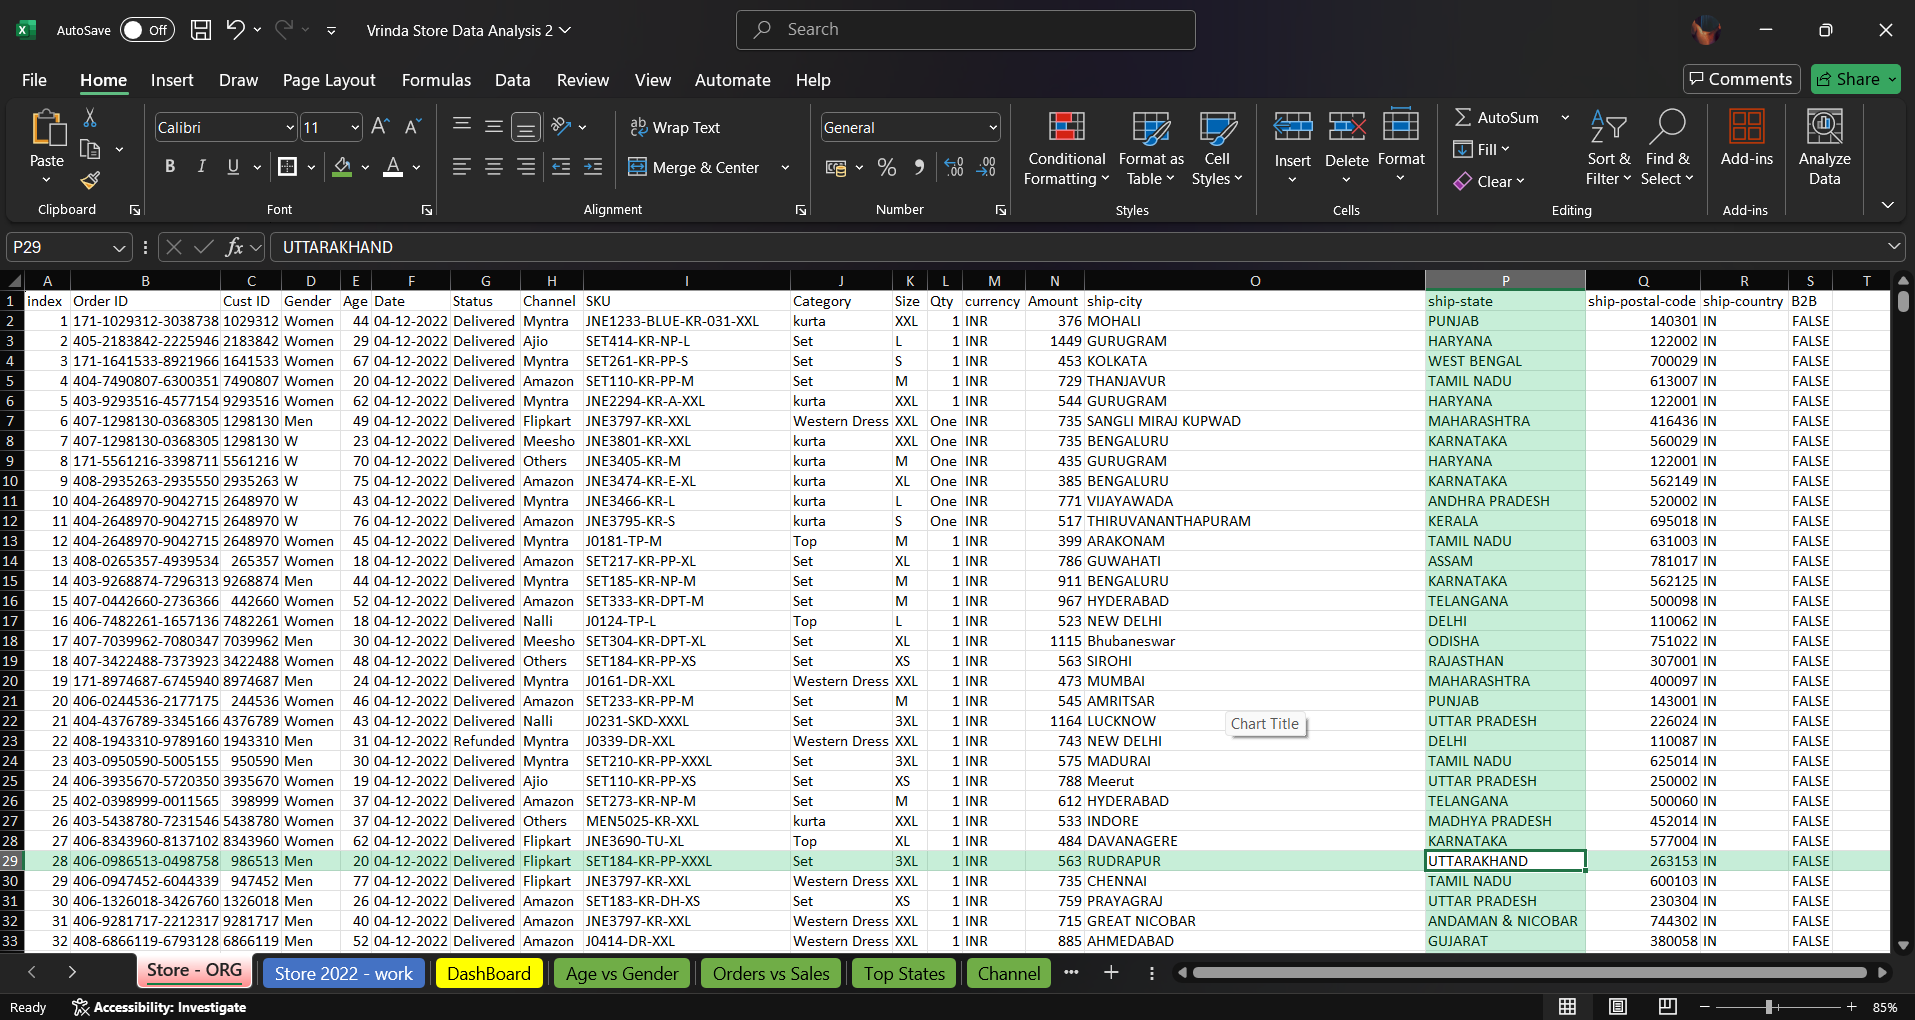 AutoSave Off Vrinda Store Data Analysis 2 Search
File Home Insert Draw Page Layout Formulas Data Review View Automate Help Comments Share
Paste
Clipboard
Calibri 11
B I U A
Font
Wrap Text
Merge & Center
Alignment
General
% .00
Number
Conditional Formatting
Format as Table
Cell Styles
Styles
Insert Delete Format
Cells
AutoSum
Fill
Clear
Sort & Filter
Find & Select
Editing
Add-ins
Add-ins
Analyze Data
P29 fx UTTARAKHAND
A B C D E F G H I J K L M N O P Q R S T
1 index Order ID Cust ID Gender Age Date Status Channel SKU Category Size Qty currency Amount ship-city ship-state ship-postal-code ship-country B2B
2 1 171-1029312-3038738 1029312 Women 44 04-12-2022 Delivered Myntra JNE1233-BLUE-KR-031-XXL kurta XXL 1 INR 376 MOHALI PUNJAB 140301 IN FALSE
3 2 405-2183842-2225946 2183842 Women 29 04-12-2022 Delivered Ajio SET414-KR-NP-L Set L 1 INR 1449 GURUGRAM HARYANA 122002 IN FALSE
4 3 171-1641533-8921966 1641533 Women 67 04-12-2022 Delivered Myntra SET261-KR-PP-S Set S 1 INR 453 KOLKATA WEST BENGAL 700029 IN FALSE
5 4 404-7490807-6300351 7490807 Women 20 04-12-2022 Delivered Amazon SET110-KR-PP-M Set M 1 INR 729 THANJAVUR TAMIL NADU 613007 IN FALSE
6 5 403-9293516-4577154 9293516 Women 62 04-12-2022 Delivered Myntra JNE2294-KR-A-XXL kurta XXL 1 INR 544 GURUGRAM HARYANA 122001 IN FALSE
7 6 407-1298130-0368305 1298130 Men 49 04-12-2022 Delivered Flipkart JNE3797-KR-XXL Western Dress XXL One INR 735 SANGLI MIRAJ KUPWAD MAHARASHTRA 416436 IN FALSE
8 7 407-1298130-0368305 1298130 W 23 04-12-2022 Delivered Meesho JNE3801-KR-XXL kurta XXL One INR 735 BENGALURU KARNATAKA 560029 IN FALSE
9 8 171-5561216-3398711 5561216 W 70 04-12-2022 Delivered Others JNE3405-KR-M kurta M One INR 435 GURUGRAM HARYANA 122001 IN FALSE
10 9 408-2935263-2935550 2935263 W 75 04-12-2022 Delivered Amazon JNE3474-KR-E-XL kurta XL One INR 385 BENGALURU KARNATAKA 562149 IN FALSE
11 10 404-2648970-9042715 2648970 W 43 04-12-2022 Delivered Myntra JNE3466-KR-L kurta L One INR 771 VIJAYAWADA ANDHRA PRADESH 520002 IN FALSE
12 11 404-2648970-9042715 2648970 W 76 04-12-2022 Delivered Amazon JNE3795-KR-S kurta S One INR 517 THIRUVANANTHAPURAM KERALA 695018 IN FALSE
13 12 404-2648970-9042715 2648970 Women 45 04-12-2022 Delivered Myntra J0181-TP-M Top M 1 INR 399 ARAKONAM TAMIL NADU 631003 IN FALSE
14 13 408-0265357-4939534 265357 Women 18 04-12-2022 Delivered Amazon SET217-KR-PP-XL Set XL 1 INR 786 GUWAHATI ASSAM 781017 IN FALSE
15 14 403-9268874-7296313 9268874 Men 44 04-12-2022 Delivered Myntra SET185-KR-NP-M Set M 1 INR 911 BENGALURU KARNATAKA 562125 IN FALSE
16 15 407-0442660-2736366 442660 Women 52 04-12-2022 Delivered Amazon SET333-KR-DPT-M Set M 1 INR 967 HYDERABAD TELANGANA 500098 IN FALSE
17 16 406-7482261-1657136 7482261 Women 18 04-12-2022 Delivered Nalli J0124-TP-L Top L 1 INR 523 NEW DELHI DELHI 110062 IN FALSE
18 17 407-7039962-7080347 7039962 Men 30 04-12-2022 Delivered Meesho SET304-KR-DPT-XL Set XL 1 INR 1115 Bhubaneswar ODISHA 751022 IN FALSE
19 18 407-3422488-7373923 3422488 Women 48 04-12-2022 Delivered Others SET184-KR-PP-XS Set XS 1 INR 563 SIROHI RAJASTHAN 307001 IN FALSE
20 19 171-8974687-6745940 8974687 Men 24 04-12-2022 Delivered Myntra J0161-DR-XXL Western Dress XXL 1 INR 473 MUMBAI MAHARASHTRA 400097 IN FALSE
21 20 406-0244536-2177175 244536 Women 46 04-12-2022 Delivered Amazon SET233-KR-PP-M Set M 1 INR 545 AMRITSAR PUNJAB 143001 IN FALSE
22 21 404-4376789-3345166 4376789 Women 43 04-12-2022 Delivered Nalli J0231-SKD-XXXL Set 3XL 1 INR 1164 LUCKNOW Chart Title UTTAR PRADESH 226024 IN FALSE
23 22 408-1943310-9789160 1943310 Men 31 04-12-2022 Refunded Myntra J0339-DR-XXL Western Dress XXL 1 INR 743 NEW DELHI DELHI 110087 IN FALSE
24 23 403-0950590-5005155 950590 Men 30 04-12-2022 Delivered Myntra SET210-KR-PP-XXXL Set 3XL 1 INR 575 MADURAI TAMIL NADU 625014 IN FALSE
25 24 406-3935670-5720350 3935670 Women 19 04-12-2022 Delivered Ajio SET110-KR-PP-XS Set XS 1 INR 788 Meerut UTTAR PRADESH 250002 IN FALSE
26 25 402-0398999-0011565 398999 Women 37 04-12-2022 Delivered Amazon SET273-KR-NP-M Set M 1 INR 612 HYDERABAD TELANGANA 500060 IN FALSE
27 26 403-5438780-7231546 5438780 Women 37 04-12-2022 Delivered Others MEN5025-KR-XXL kurta XXL 1 INR 533 INDORE MADHYA PRADESH 452014 IN FALSE
28 27 406-8343960-8137102 8343960 Women 62 04-12-2022 Delivered Flipkart JNE3690-TU-XL Top XL 1 INR 484 DAVANAGERE KARNATAKA 577004 IN FALSE
29 28 406-0986513-0498758 986513 Men 20 04-12-2022 Delivered Flipkart SET184-KR-PP-XXXL Set 3XL 1 INR 563 RUDRAPUR UTTARAKHAND 263153 IN FALSE
30 29 406-0947452-6044339 947452 Men 77 04-12-2022 Delivered Flipkart JNE3797-KR-XXL Western Dress XXL 1 INR 735 CHENNAI TAMIL NADU 600103 IN FALSE
31 30 406-1326018-3426760 1326018 Men 26 04-12-2022 Delivered Amazon SET183-KR-DH-XS Set XS 1 INR 759 PRAYAGRAJ UTTAR PRADESH 230304 IN FALSE
32 31 406-9281717-2212317 9281717 Men 40 04-12-2022 Delivered Amazon JNE3797-KR-XXL Western Dress XXL 1 INR 715 GREAT NICOBAR ANDAMAN & NICOBAR 744302 IN FALSE
33 32 408-6866119-6793128 6866119 Men 52 04-12-2022 Delivered Amazon J0414-DR-XXL Western Dress XXL 1 INR 885 AHMEDABAD GUJARAT 380058 IN FALSE
Store - ORG Store 2022 - work DashBoard Age vs Gender Orders vs Sales Top States Channel
Ready Accessibility: Investigate 85%